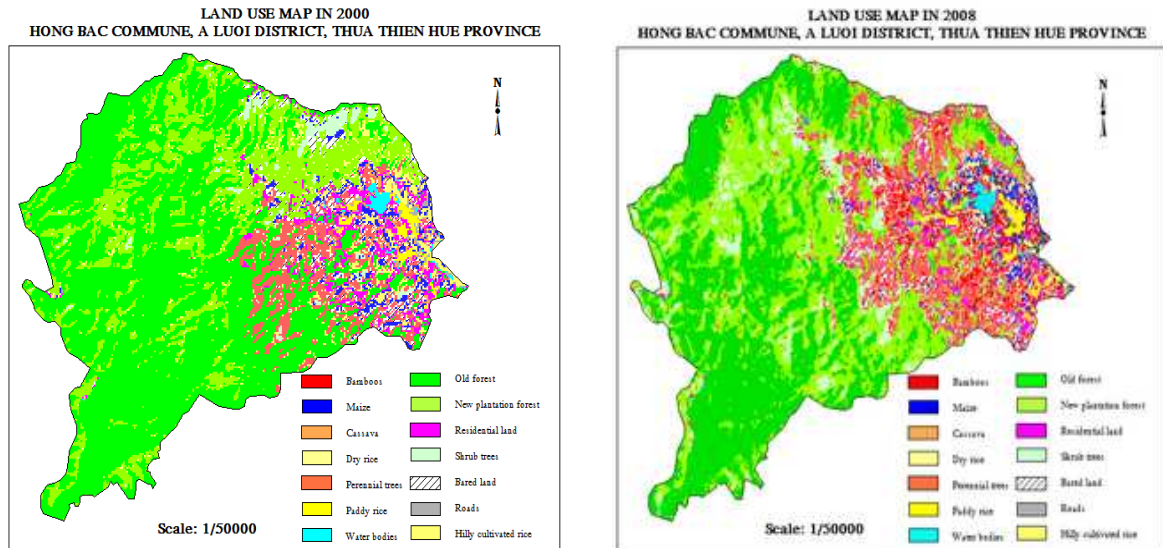 LAND USE MAP IN 2000
HONG BAC COMMUNE, A LUOI DISTRICT, THUA THIEN HUE PROVINCE
N
Bamboos
Old forest
Maize
New plantation forest
Cassava
Residential land
Dry rice
Shrub trees
Perennial trees
Bared land
Paddy rice
Roads
Water bodies
Hilly cultivated rice
Scale: 1/50000
LAND USE MAP IN 2008
HONG BAC COMMUNE, A LUOI DISTRICT, THUA THIEN HUE PROVINCE
N
Bamboos
Old forest
Maize
New plantation forest
Cassava
Residential land
Dry rice
Shrub trees
Perennial trees
Bared land
Paddy rice
Roads
Water bodies
Hilly cultivated rice
Scale: 1/50000